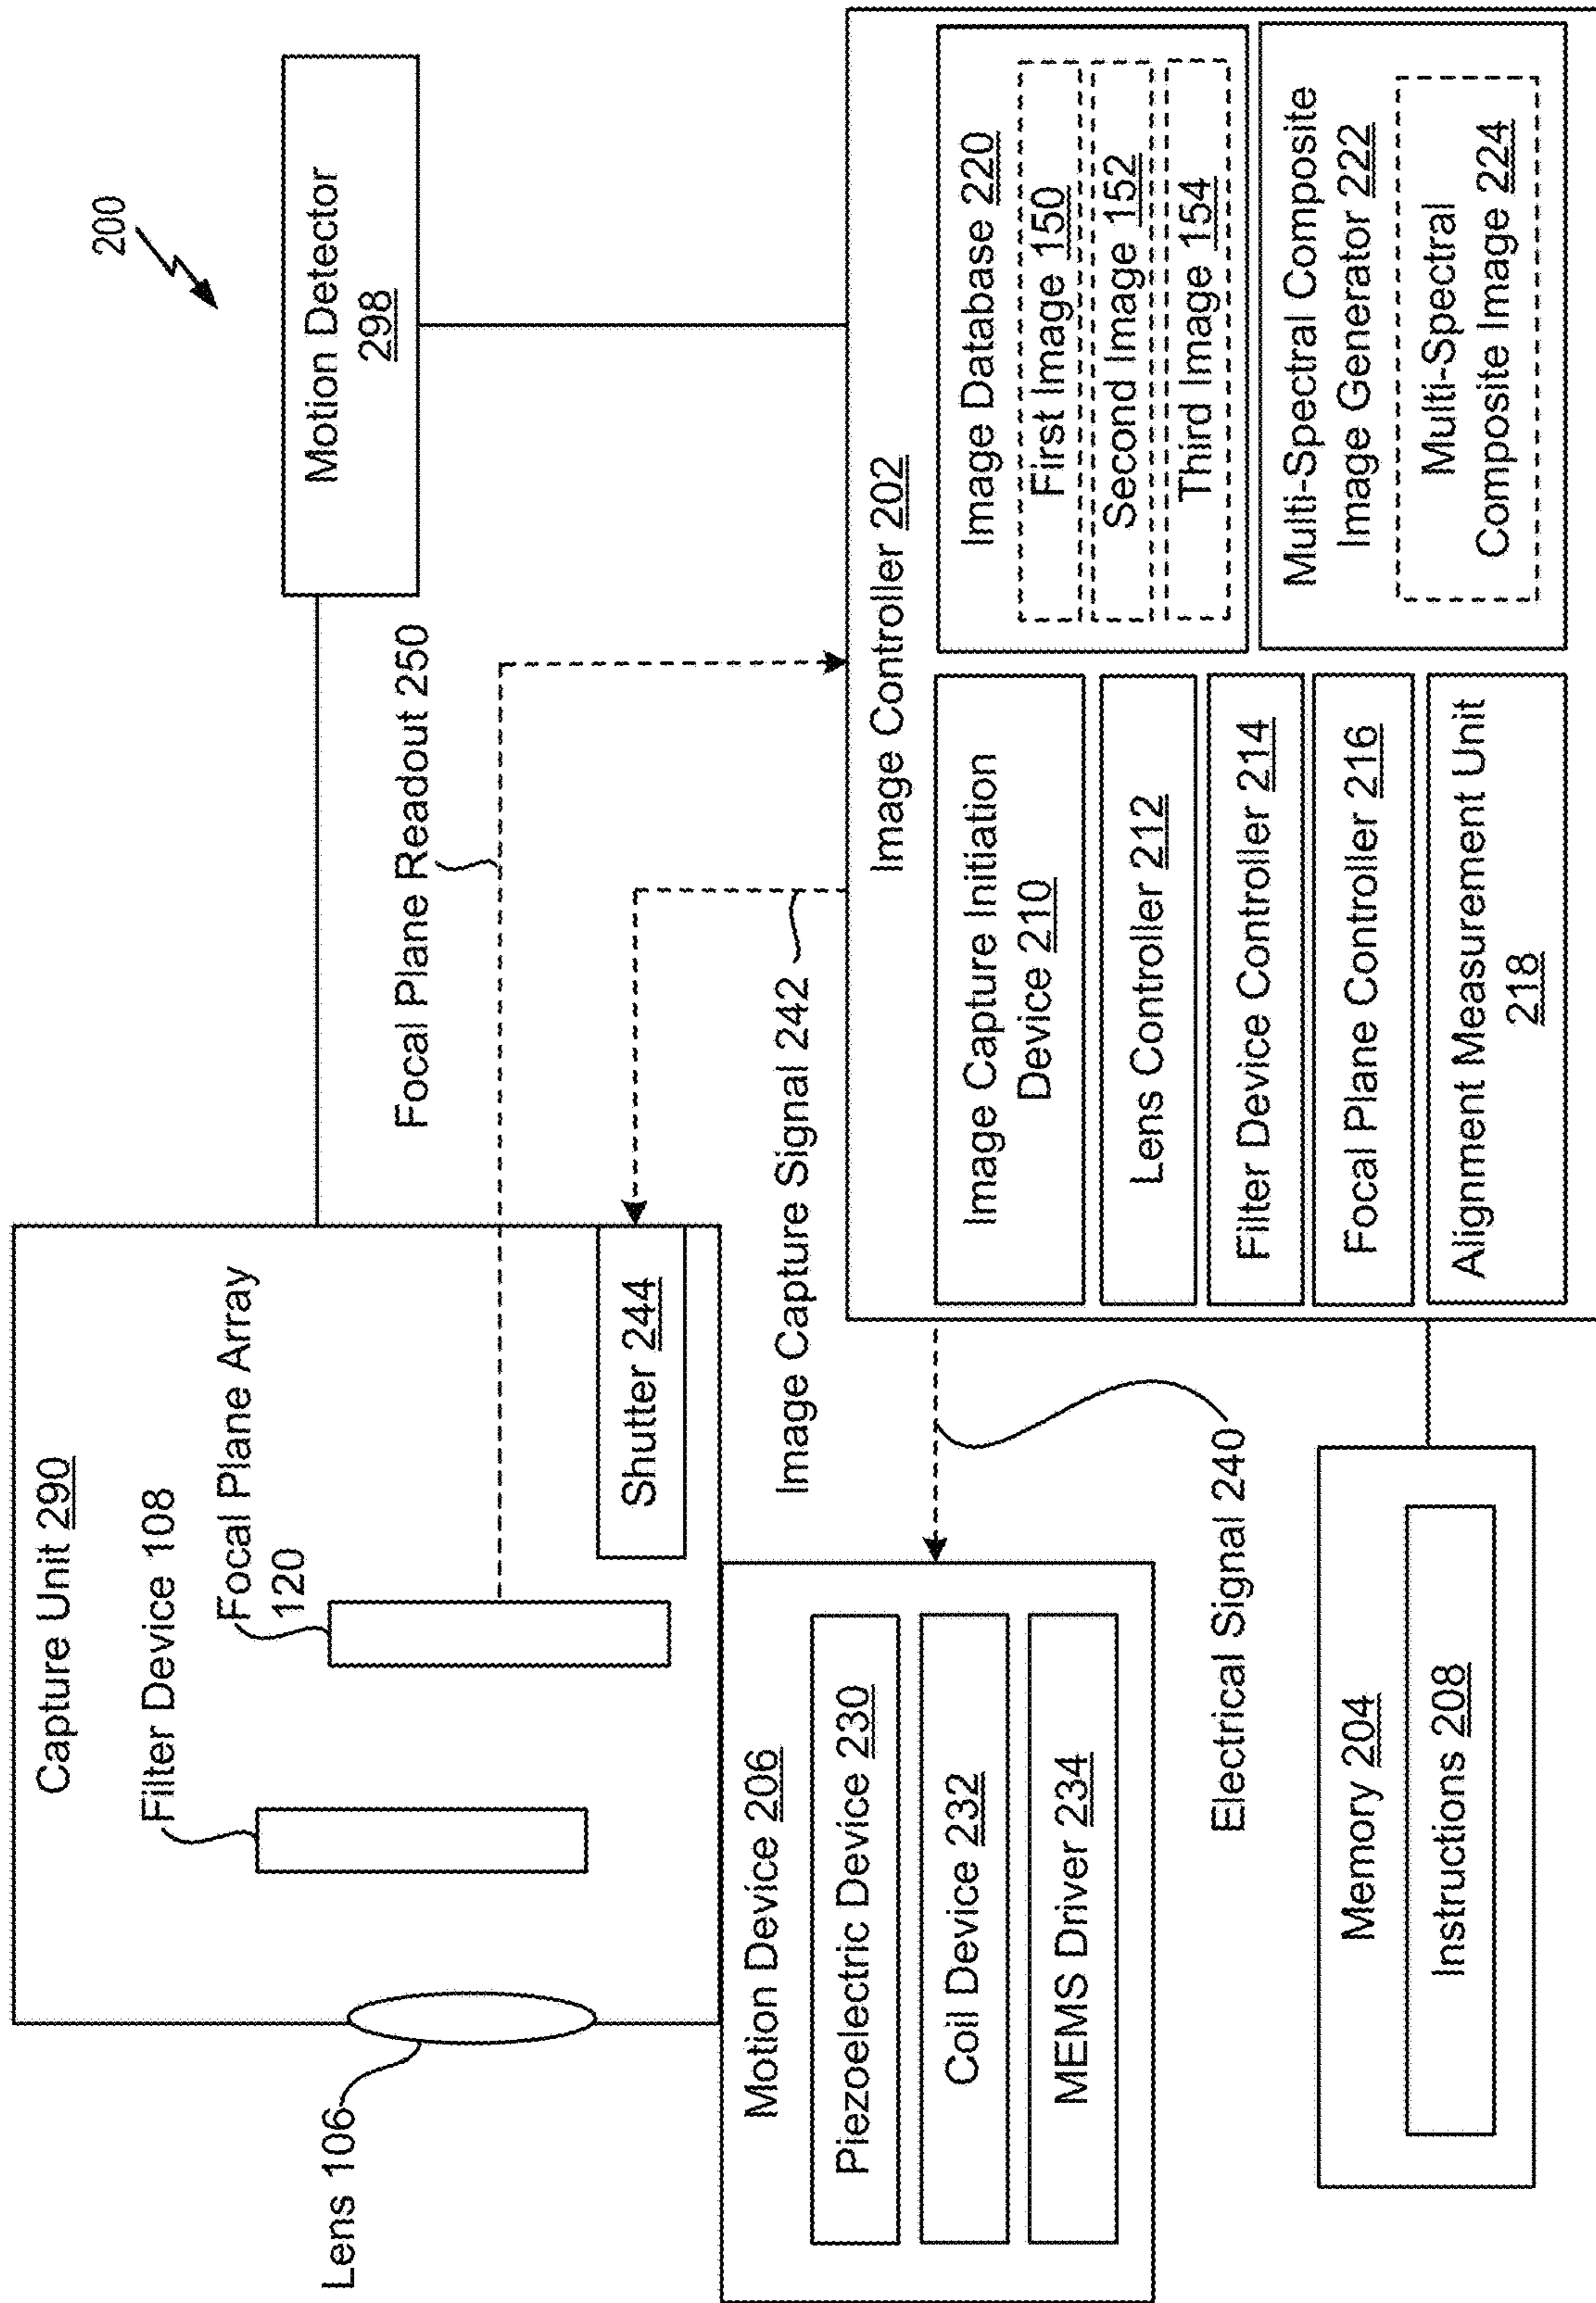 200
Capture Unit 290
Filter Device 108
Focal Plane Array
120
Lens 106
Shutter 244
Motion Detector
298
Focal Plane Readout 250
Image Capture Signal 242
Motion Device 206
Piezoelectric Device 230
Coil Device 232
MEMS Driver 234
Electrical Signal 240
Memory 204
Instructions 208
Image Controller 202
Image Capture Initiation
Device 210
Lens Controller 212
Filter Device Controller 214
Focal Plane Controller 216
Alignment Measurement Unit
218
Image Database 220
First Image 150
Second Image 152
Third Image 154
Multi-Spectral Composite
Image Generator 222
Multi-Spectral
Composite Image 224